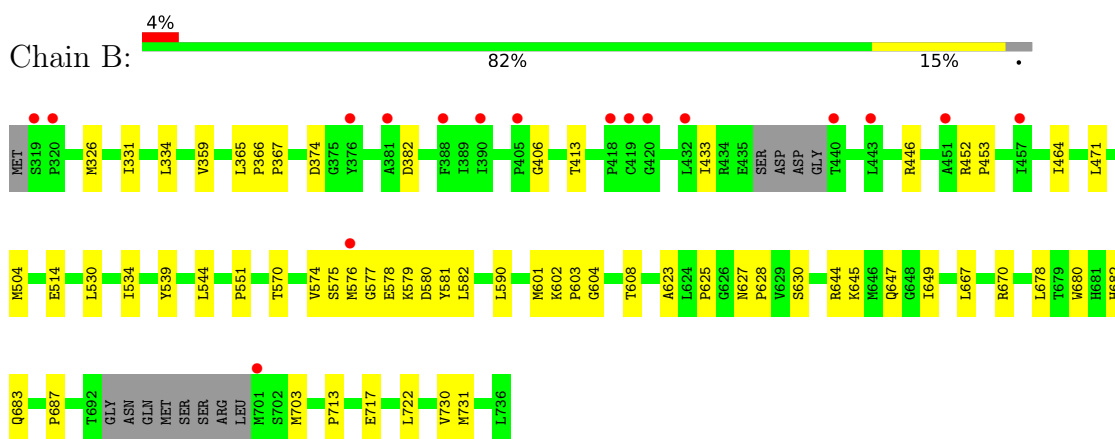 4%
Chain B:
82% 15% •
MET S319 P320 M326 I331 L334 V359 L365 P366 P367 D374 G375 Y376 A381 D382 F388 I389 I390 P405 G406 T413 P418 C419 G420 L432 I433 R434 E435 SER ASP ASP GLY T440 L443 R446 A451 R452 P453 I457 I464 L471
M504 E514 L530 I534 Y539 L544 P551 T570 V574 S575 M576 G577 E578 K579 D580 Y581 L582 L590 M601 K602 P603 G604 T608 A623 L624 P625 G626 N627 P628 V629 S630 R644 K645 M646 Q647 G648 I649 L667 R670 L678 T679 W680 H681 H682
Q683 P687 T692 GLY ASN GLN MET SER SER ARG LEU M701 S702 M703 P713 E717 L722 V730 M731 L736